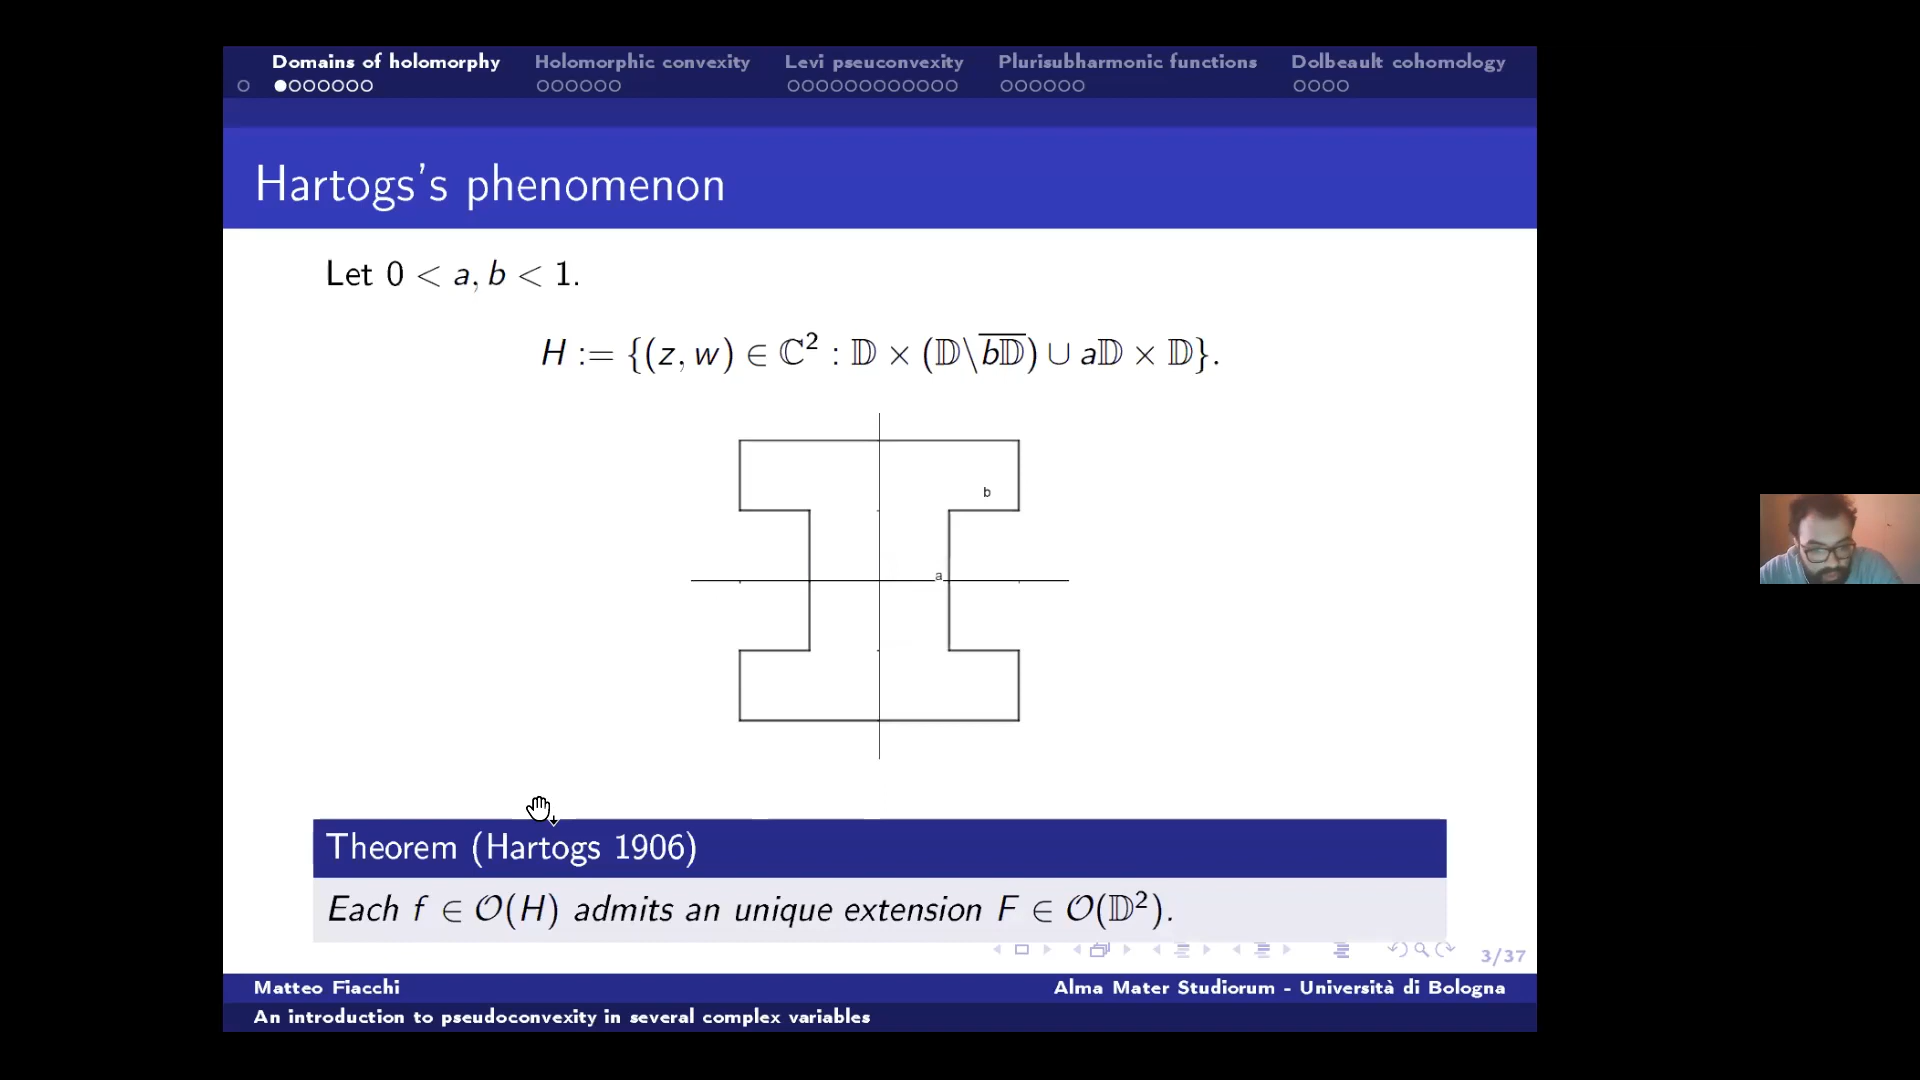 Domains of holomorphy Holomorphic convexity Levi pseuconvexity Plurisubharmonic functions Dolbeault cohomology
Hartogs's phenomenon
Let 0 < a, b < 1.
H := {(z, w) ∈ ℂ² : 𝔻 × (𝔻\b𝔻̅) ∪ a𝔻 × 𝔻}.
b
a
Theorem (Hartogs 1906)
Each f ∈ 𝒪(H) admits an unique extension F ∈ 𝒪(𝔻²).
3/37
Matteo Fiacchi Alma Mater Studiorum - Università di Bologna
An introduction to pseudoconvexity in several complex variables